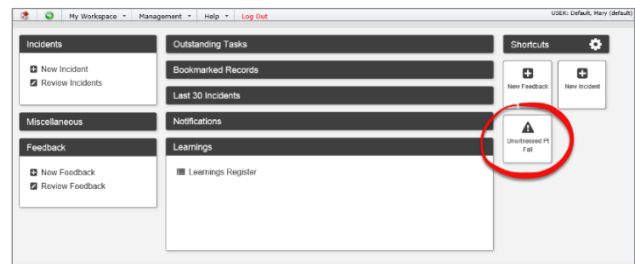 My Workspace Management Help Log Out
USER: Default, Mary (default)
Incidents
New Incident
Review Incidents
Miscellaneous
Feedback
New Feedback
Review Feedback
Outstanding Tasks
Bookmarked Records
Last 30 Incidents
Notifications
Learnings
Learnings Register
Shortcuts
New Feedback
New Incident
Unwitnessed Pt
Fall